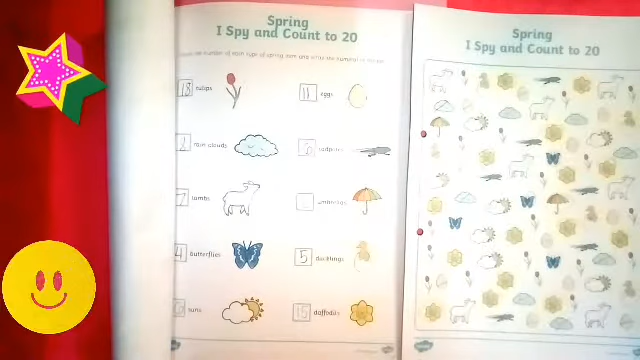 Spring
I Spy and Count to 20
18 tulips
11 eggs
rain clouds
tadpoles
lambs
umbrellas
4 butterflies
5 ducklings
suns
15 daffodils
Spring
I Spy and Count to 20